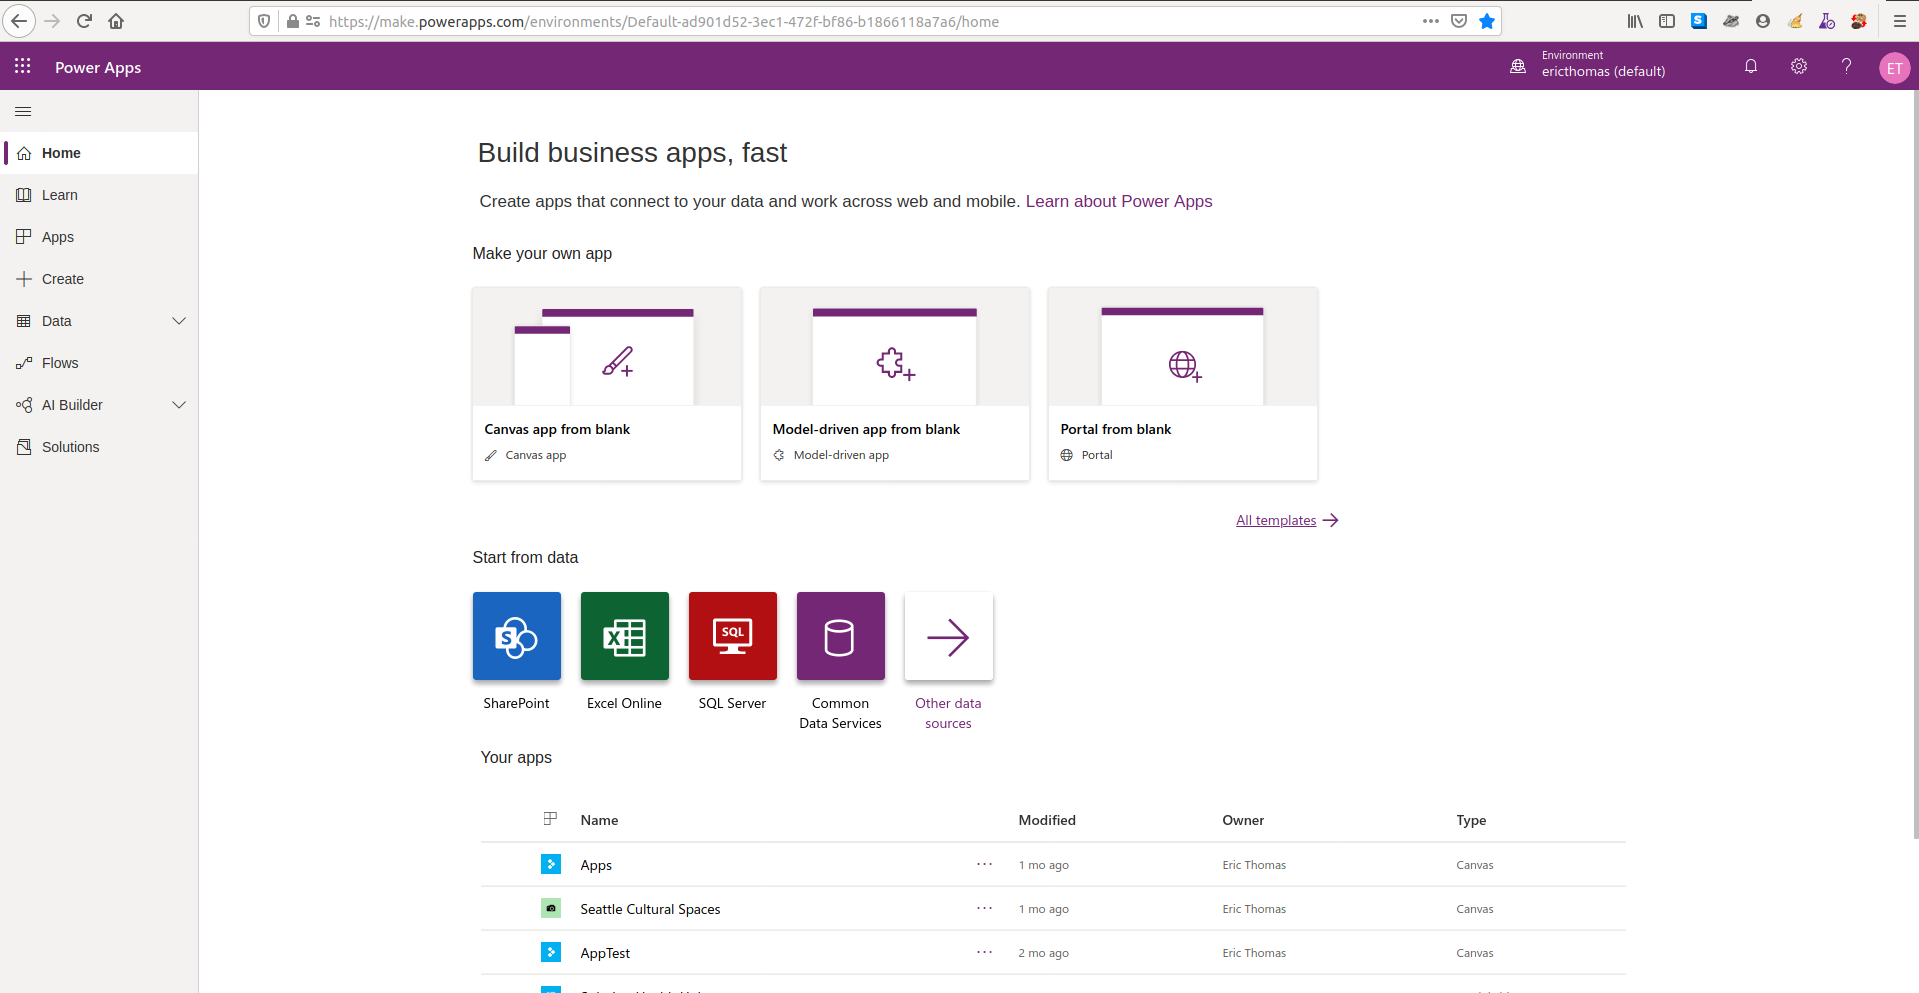 https://make.powerapps.com/environments/Default-ad901d52-3ec1-472f-bf86-b1866118a7a6/home
Power Apps
Environment
ericthomas (default)
ET
Home
Learn
Apps
Create
Data
Flows
AI Builder
Solutions
Build business apps, fast
Create apps that connect to your data and work across web and mobile. Learn about Power Apps
Make your own app
Canvas app from blank
Canvas app
Model-driven app from blank
Model-driven app
Portal from blank
Portal
All templates
Start from data
S
X
SQL
SharePoint
Excel Online
SQL Server
Common
Data Services
Other data
sources
Your apps
Name Modified Owner Type
Apps 1 mo ago Eric Thomas Canvas
Seattle Cultural Spaces 1 mo ago Eric Thomas Canvas
AppTest 2 mo ago Eric Thomas Canvas